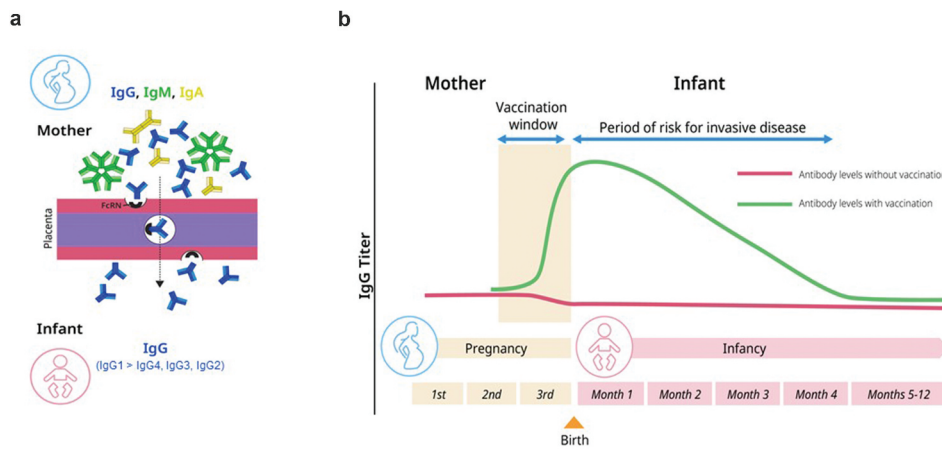 a
IgG, IgM, IgA
Mother
FcRN
Placenta
Infant
IgG
(IgG1 > IgG4, IgG3, IgG2)
b
Mother
Infant
Vaccination
window
Period of risk for invasive disease
Antibody levels without vaccination
Antibody levels with vaccination
IgG Titer
Pregnancy
Infancy
1st
2nd
3rd
Month 1
Month 2
Month 3
Month 4
Months 5-12
Birth